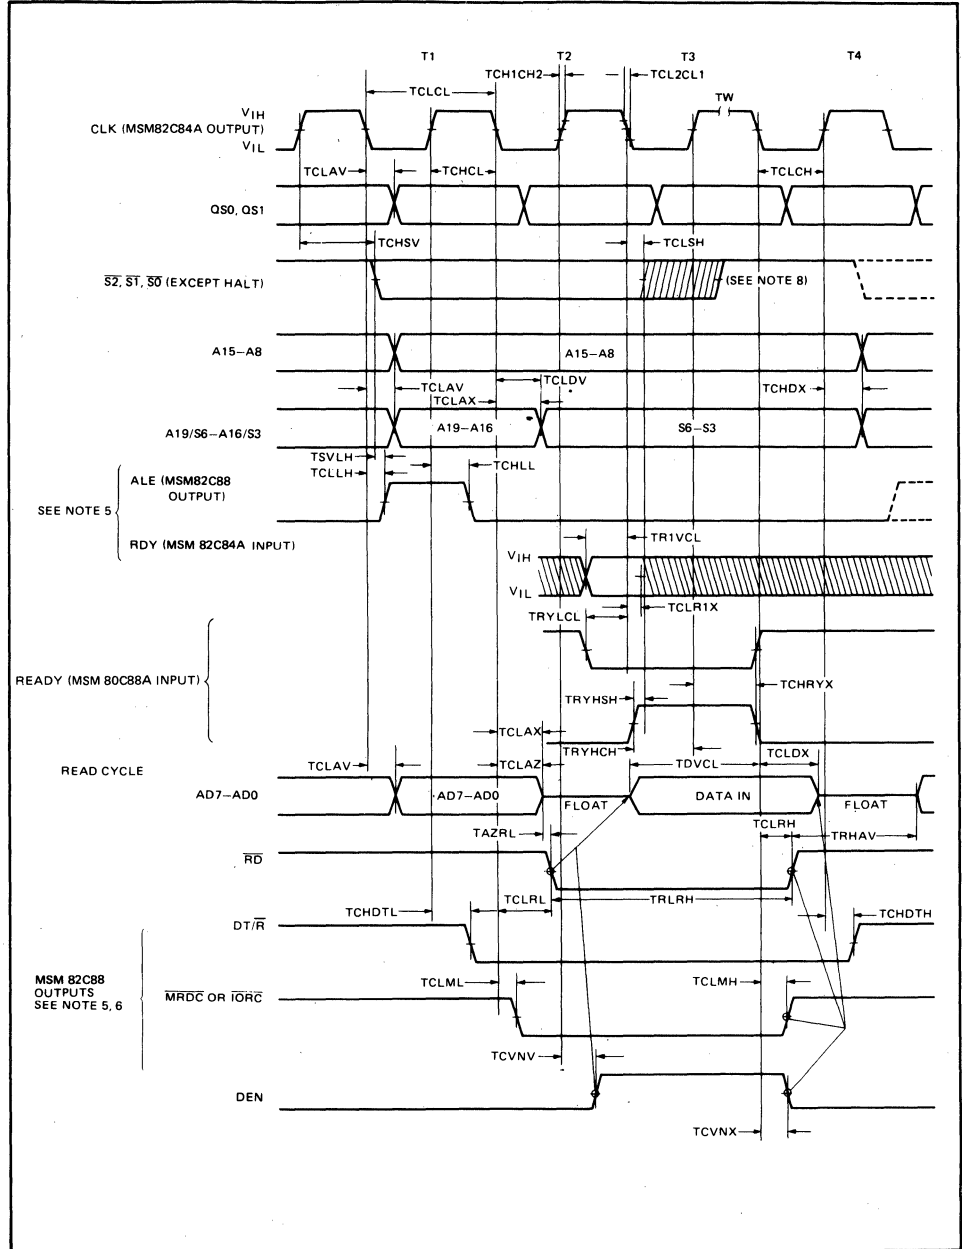 T1 T2 T3 T4
TCH1CH2 TCL2CL1
TCLCL
TW
VIH
CLK (MSM82C84A OUTPUT)
VIL
TCLAV TCHCL TCLCH
QS0, QS1
TCHSV TCLSH
S2, S1, S0 (EXCEPT HALT) (SEE NOTE 8)
A15–A8 A15–A8
TCLAV TCLDV TCHDX
TCLAX
A19/S6–A16/S3 A19–A16 S6–S3
TSVLH
TCLLH TCHLL
ALE (MSM82C88
OUTPUT)
SEE NOTE 5
RDY (MSM 82C84A INPUT)
TR1VCL
VIH
VIL
TCLR1X
TRYLCL
READY (MSM 80C88A INPUT)
TRYHSH TCHRYX
TCLAX TRYHCH TCLDX
READ CYCLE TCLAV TCLAZ TDVCL
AD7–AD0 AD7–AD0 FLOAT DATA IN FLOAT
TAZRL TCLRH TRHAV
RD
TCLRL TRLRH
TCHDTL TCHDTH
DT/R
MSM 82C88
OUTPUTS
SEE NOTE 5, 6
TCLML TCLMH
MRDC OR IORC
TCVNV
DEN
TCVNX